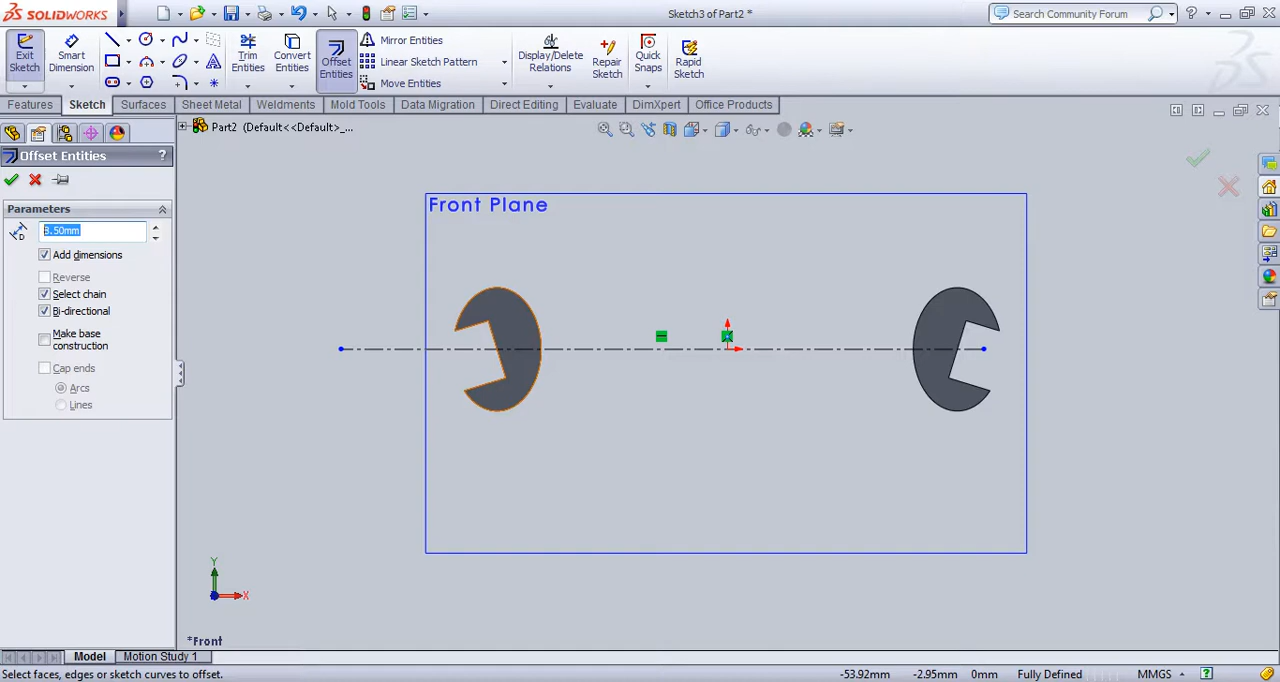 SOLIDWORKS
Sketch3 of Part2 *
Search Community Forum
Exit Sketch
Smart Dimension
Trim Entities
Convert Entities
Offset Entities
Mirror Entities
Linear Sketch Pattern
Move Entities
Display/Delete Relations
Repair Sketch
Quick Snaps
Rapid Sketch
Features Sketch Surfaces Sheet Metal Weldments Mold Tools Data Migration Direct Editing Evaluate DimXpert Office Products
Part2 (Default<<Default>_...
Offset Entities ?
Parameters
3.50mm
Add dimensions
Reverse
Select chain
Bi-directional
Make base
construction
Cap ends
Arcs
Lines
Front Plane
Y
X
*Front
Model Motion Study 1
Select faces, edges or sketch curves to offset. -53.92mm -2.95mm 0mm Fully Defined MMGS ?